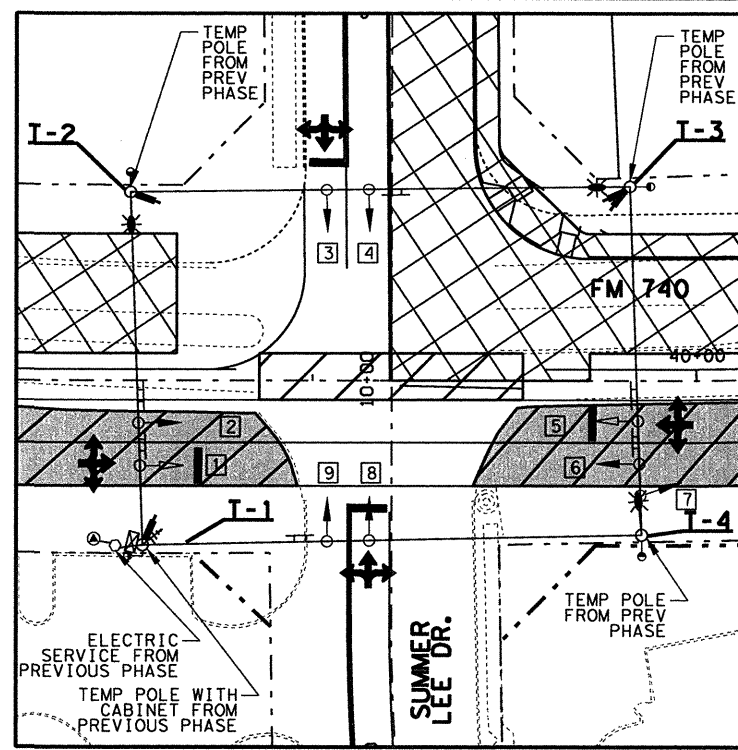 TEMP
POLE
FROM
PREV
PHASE
TEMP
POLE
FROM
PREV
PHASE
T-2
T-3
3
4
FM 740
40+00
10+00
2
1
5
6
9
8
7
T-1
T-4
ELECTRIC
SERVICE FROM
PREVIOUS PHASE
TEMP POLE WITH
CABINET FROM
PREVIOUS PHASE
SUMMER
LEE DR.
TEMP POLE
FROM PREV
PHASE